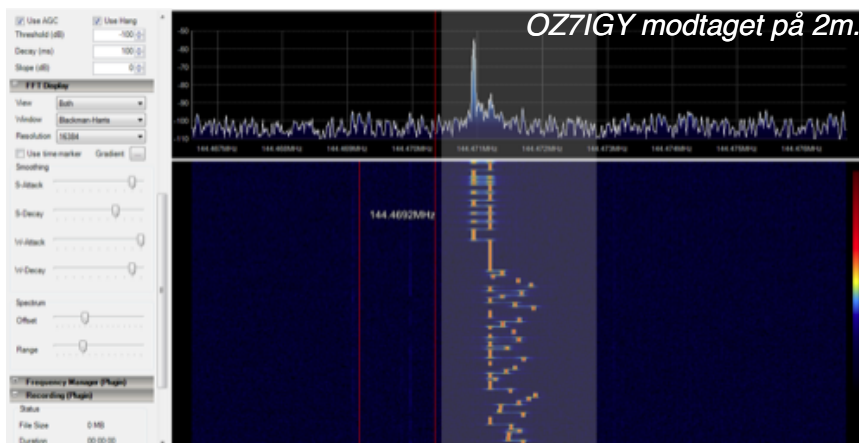 Use AGC Use Hang
Threshold (dB) -100
Decay (ms) 100
Slope (dB) 0
FFT Display
View Both
Window Blackman-Harris
Resolution 16384
Use time marker Gradient ...
Smoothing
S-Attack
S-Decay
W-Attack
W-Decay
Spectrum
Offset
Range
Frequency Manager (Plugin)
Recording (Plugin)
Status
File Size 0 MB
Duration 00:00:00
OZ7IGY modtaget på 2m.
-50
-60
-70
-80
-90
-100
-110
144.467MHz 144.468MHz 144.469MHz 144.470MHz 144.471MHz 144.472MHz 144.473MHz 144.474MHz 144.475MHz 144.476MHz
144.4692MHz